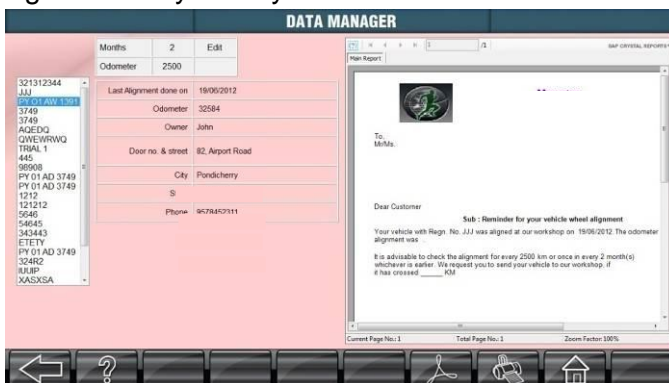 DATA MANAGER
Months 2 Edit
Odometer 2500
321312344
JJJ
PY O1 AW 1391
3749
3749
AQEDQ
QWEWRWQ
TRIAL 1
445
98908
PY 01 AD 3749
PY 01 AD 3749
1212
121212
5646
54645
343443
ETETY
PY 01 AD 3749
324R2
IUUIP
XASXSA
Last Alignment done on 19/06/2012
Odometer 32584
Owner John
Door no. & street 82, Airport Road
City Pondicherry
Phone 9578452311
1 /1 SAP CRYSTAL REPORTS
Main Report
To,
Mr/Ms.
Dear Customer
Sub : Reminder for your vehicle wheel alignment
Your vehicle with Regn. No. JJJ was aligned at our workshop on 19/06/2012. The odometer
alignment was
It is advisable to check the alignment for every 2500 km or once in every 2 month(s)
whichever is earlier. We request you to send your vehicle to our workshop, if
it has crossed ______ KM
Current Page No.: 1 Total Page No.: 1 Zoom Factor: 100%